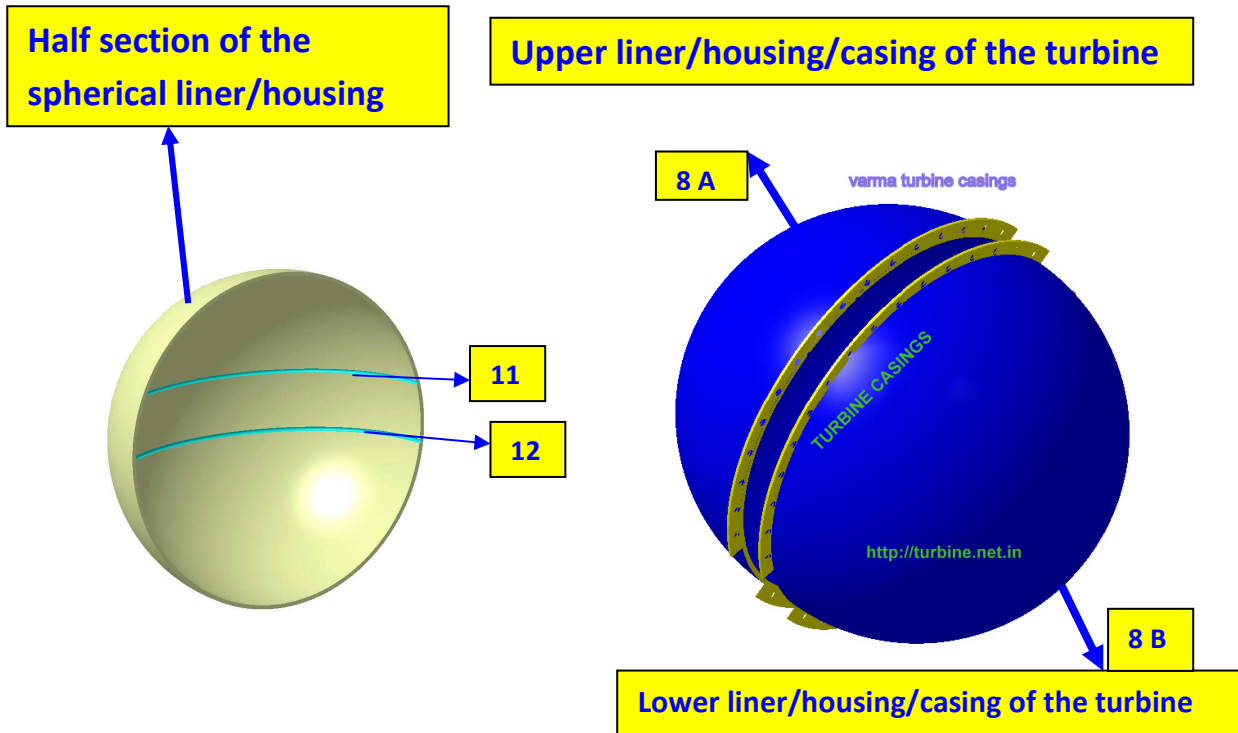 Half section of the
spherical liner/housing
Upper liner/housing/casing of the turbine
8 A
varma turbine casings
11
12
TURBINE CASINGS
http://turbine.net.in
8 B
Lower liner/housing/casing of the turbine